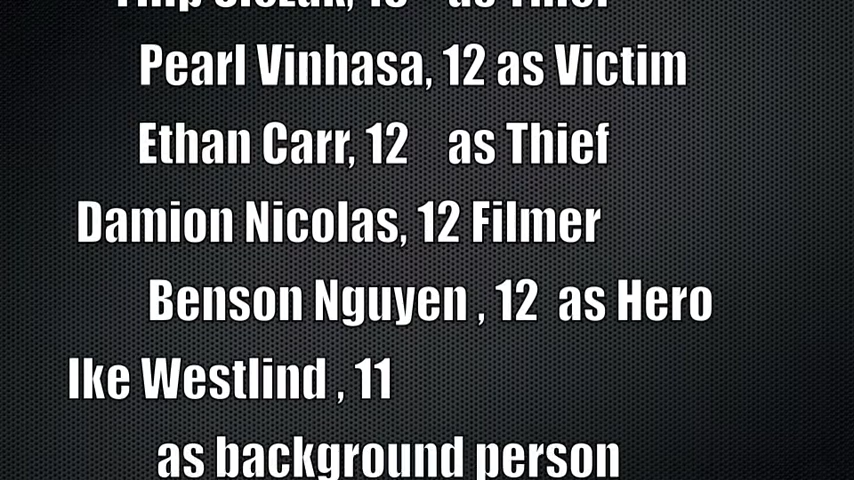 Pearl Vinhasa, 12 as Victim
Ethan Carr, 12 as Thief
Damion Nicolas, 12 Filmer
Benson Nguyen , 12 as Hero
Ike Westlind , 11
as background person